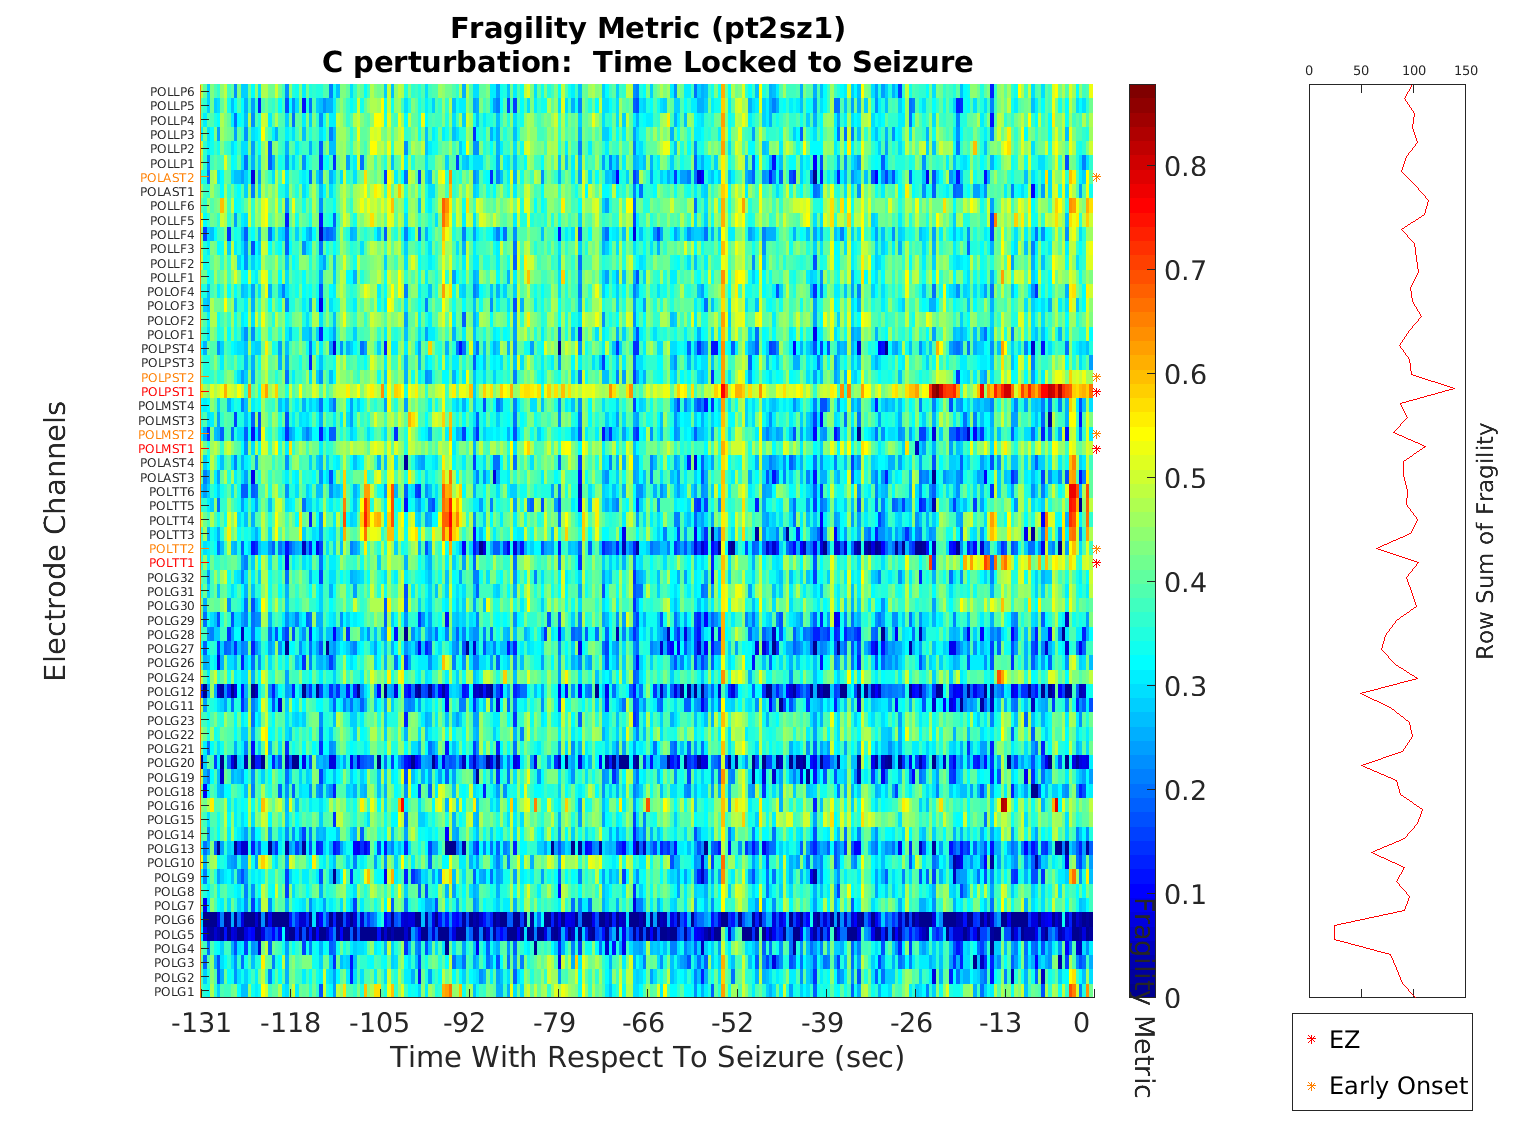 Fragility Metric (pt2sz1)
C perturbation:  Time Locked to Seizure
Electrode Channels
POLLP6
POLLP5
POLLP4
POLLP3
POLLP2
POLLP1
POLAST2
POLAST1
POLLF6
POLLF5
POLLF4
POLLF3
POLLF2
POLLF1
POLOF4
POLOF3
POLOF2
POLOF1
POLPST4
POLPST3
POLPST2
POLPST1
POLMST4
POLMST3
POLMST2
POLMST1
POLAST4
POLAST3
POLTT6
POLTT5
POLTT4
POLTT3
POLTT2
POLTT1
POLG32
POLG31
POLG30
POLG29
POLG28
POLG27
POLG26
POLG24
POLG12
POLG11
POLG23
POLG22
POLG21
POLG20
POLG19
POLG18
POLG16
POLG15
POLG14
POLG13
POLG10
POLG9
POLG8
POLG7
POLG6
POLG5
POLG4
POLG3
POLG2
POLG1
-131 -118 -105 -92 -79 -66 -52 -39 -26 -13 0
Time With Respect To Seizure (sec)
0.8
0.7
0.6
0.5
0.4
0.3
0.2
0.1
0
Fragility Metric
0 50 100 150
Row Sum of Fragility
EZ
Early Onset